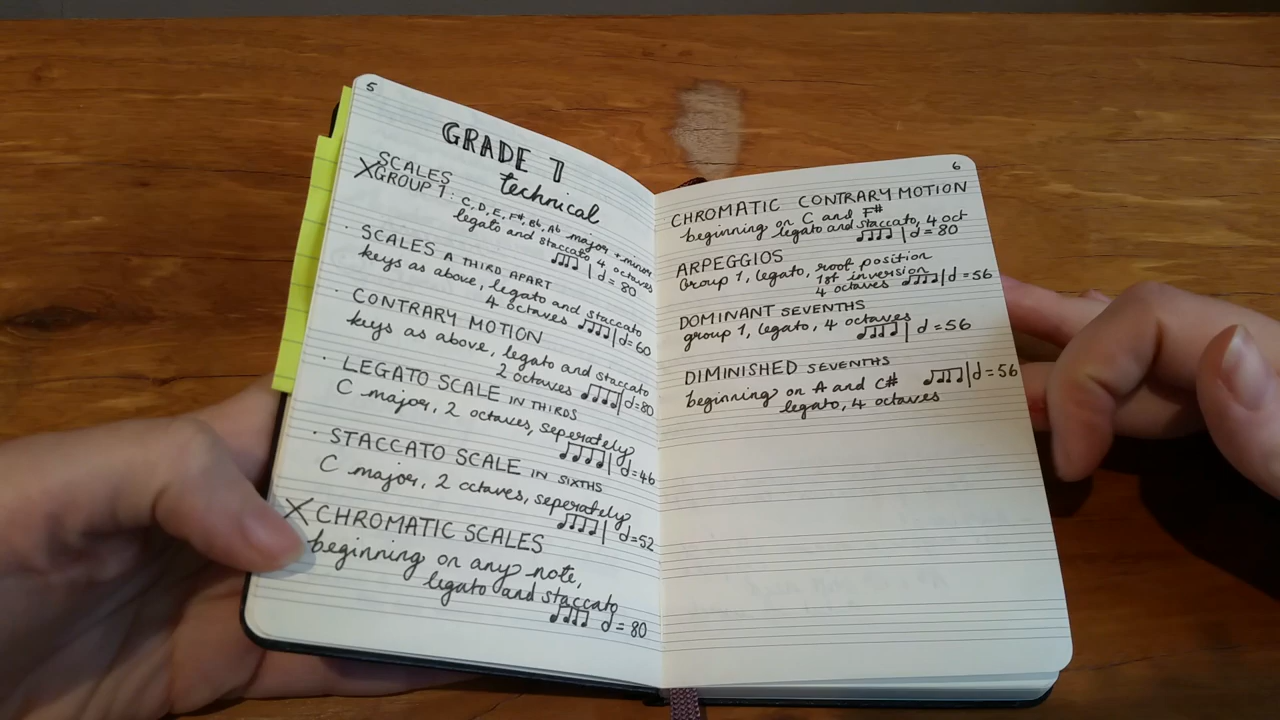 5
GRADE 7
technical
SCALES
XGROUP 1: C, D, E, F#, Bb, Ab major + minor
legato and staccato, 4 octaves
♩ = 80
· SCALES A THIRD APART
keys as above, legato and staccato
4 octaves | ♩=60
· CONTRARY MOTION
keys as above, legato and staccato
2 octaves | ♩=80
· LEGATO SCALE IN THIRDS
C major, 2 octaves, seperately
| ♩=46
· STACCATO SCALE IN SIXTHS
C major, 2 octaves, seperately
| ♩=52
X CHROMATIC SCALES
beginning on any note,
legato and staccato
♩ = 80
6
CHROMATIC CONTRARY MOTION
beginning on C and F#
legato and staccato, 4 oct
| ♩ = 80
ARPEGGIOS
Group 1, legato, root position
1st inversion
4 octaves | ♩ = 56
DOMINANT SEVENTHS
group 1, legato, 4 octaves
| ♩ = 56
DIMINISHED SEVENTHS
beginning on A and C# | ♩ = 56
legato, 4 octaves